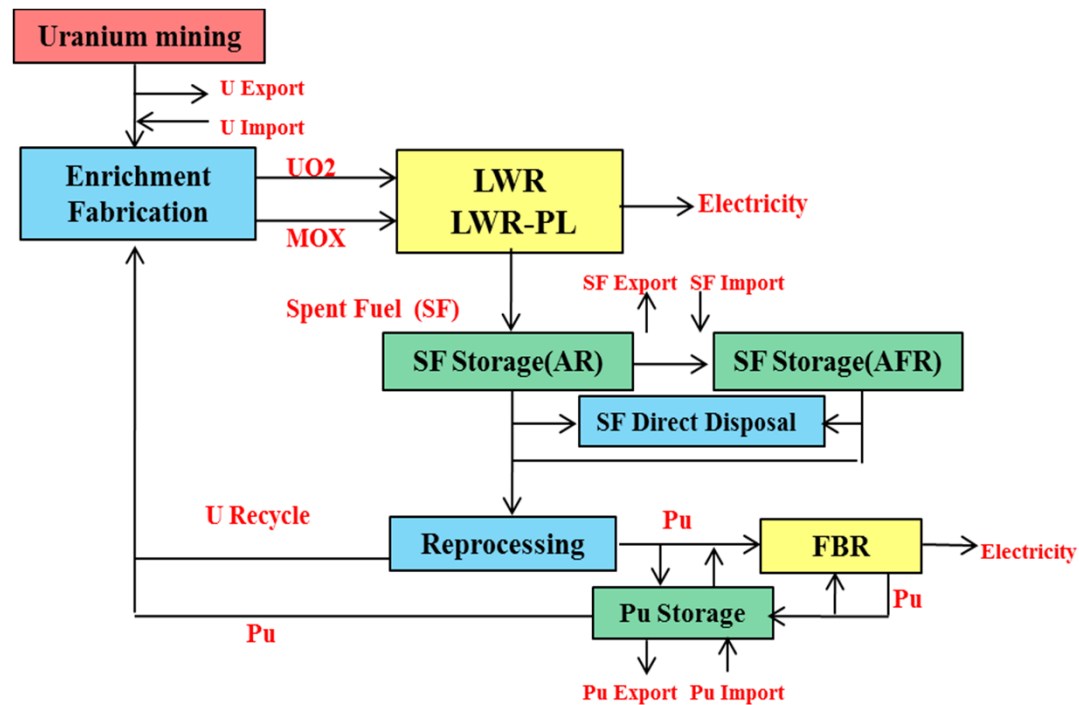 Uranium mining
U Export
U Import
Enrichment
Fabrication
UO2
MOX
LWR
LWR-PL
Electricity
Spent Fuel (SF)
SF Export
SF Import
SF Storage(AR)
SF Storage(AFR)
SF Direct Disposal
U Recycle
Reprocessing
Pu
FBR
Electricity
Pu Storage
Pu
Pu
Pu Export
Pu Import